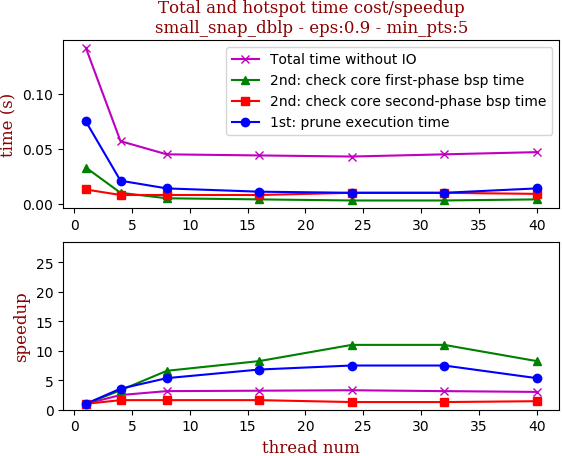 Total and hotspot time cost/speedup
small_snap_dblp - eps:0.9 - min_pts:5
time (s)
0.10
0.05
0.00
Total time without IO
2nd: check core first-phase bsp time
2nd: check core second-phase bsp time
1st: prune execution time
0 5 10 15 20 25 30 35 40
speedup
25
20
15
10
5
0
0 5 10 15 20 25 30 35 40
thread num